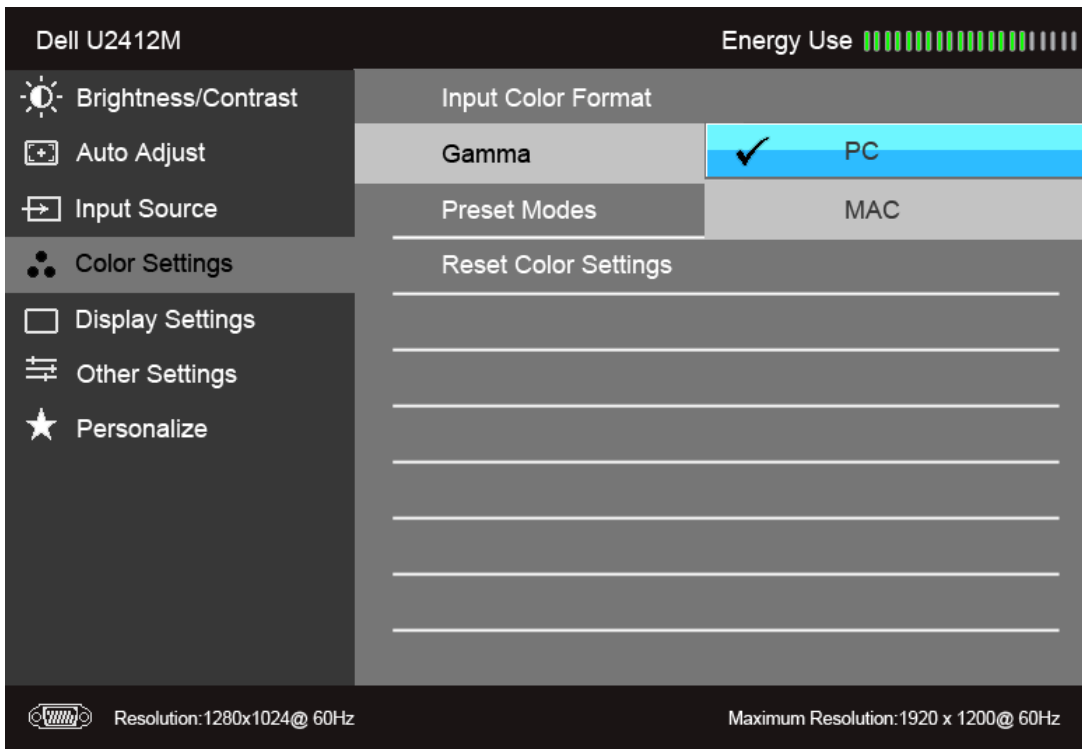 Dell U2412M
Energy Use
Brightness/Contrast
Auto Adjust
Input Source
Color Settings
Display Settings
Other Settings
Personalize
Input Color Format
Gamma
PC
Preset Modes
MAC
Reset Color Settings
Resolution:1280x1024@ 60Hz
Maximum Resolution:1920 x 1200@ 60Hz